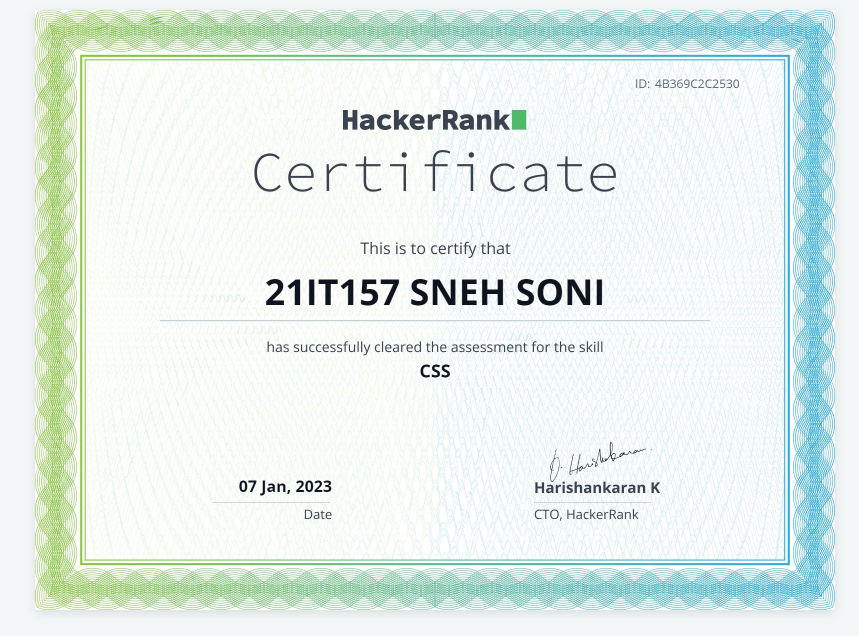 ID: 4B369C2C2530
HackerRank
Certificate
This is to certify that
21IT157 SNEH SONI
has successfully cleared the assessment for the skill
CSS
07 Jan, 2023
Date
Harishankaran K
CTO, HackerRank